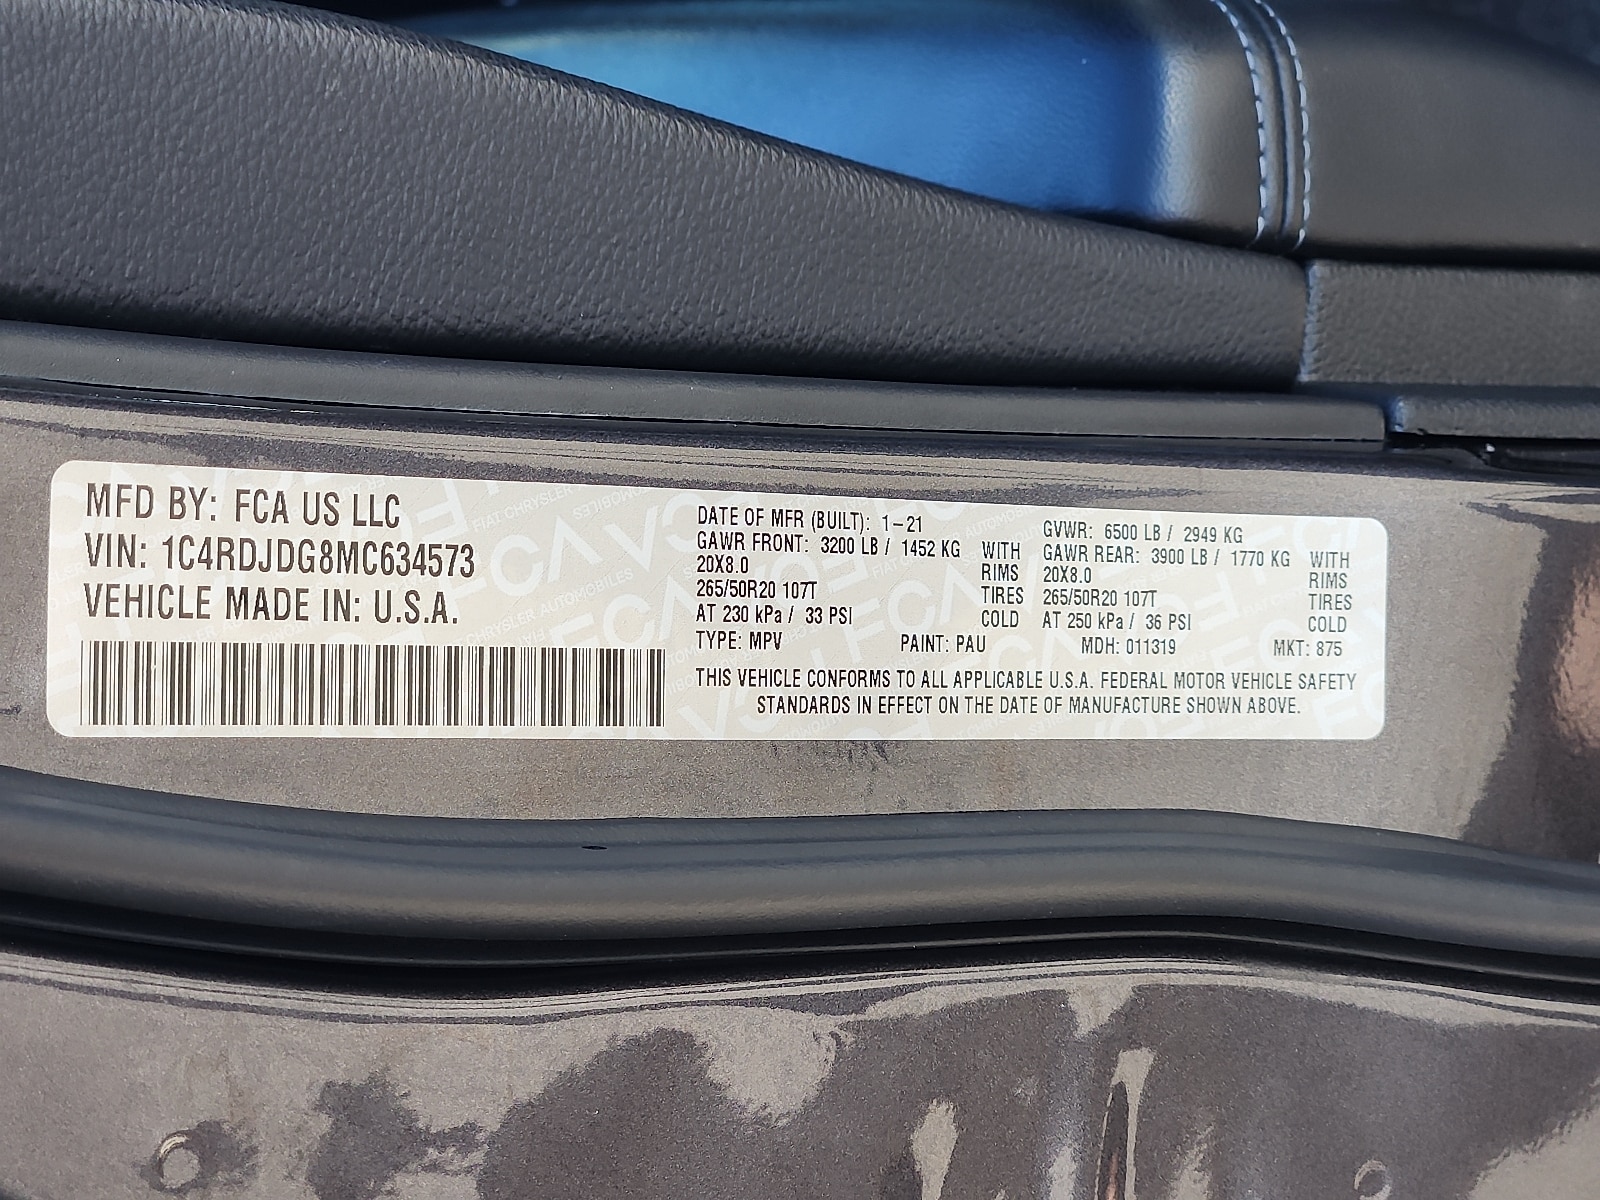 MFD BY: FCA US LLC
VIN: 1C4RDJDG8MC634573
VEHICLE MADE IN: U.S.A.
DATE OF MFR (BUILT): 1-21
GAWR FRONT: 3200 LB / 1452 KG WITH
20X8.0 RIMS
265/50R20 107T TIRES
AT 230 kPa / 33 PSI COLD
GVWR: 6500 LB / 2949 KG
GAWR REAR: 3900 LB / 1770 KG WITH
20X8.0 RIMS
265/50R20 107T TIRES
AT 250 kPa / 36 PSI COLD
TYPE: MPV PAINT: PAU MDH: 011319 MKT: 875
THIS VEHICLE CONFORMS TO ALL APPLICABLE U.S.A. FEDERAL MOTOR VEHICLE SAFETY
STANDARDS IN EFFECT ON THE DATE OF MANUFACTURE SHOWN ABOVE.